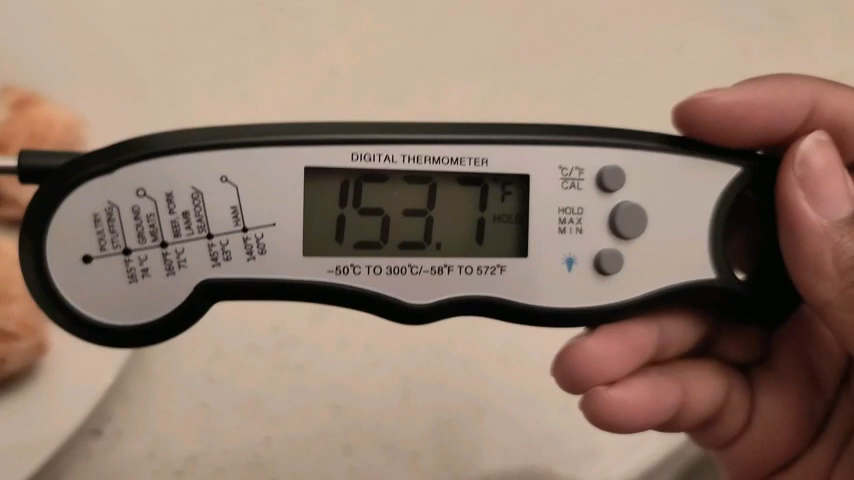 DIGITAL THERMOMETER
153.7 °F
HOLD
-50°C TO 300°C/-58°F TO 572°F
°C/°F
CAL
HOLD
MAX
MIN
POULTRY
STUFFING
165°F
74°C
GROUND
MEATS
160°F
71°C
BEEF, PORK
LAMB
SEAFOOD
145°F
63°C
HAM
140°F
60°C